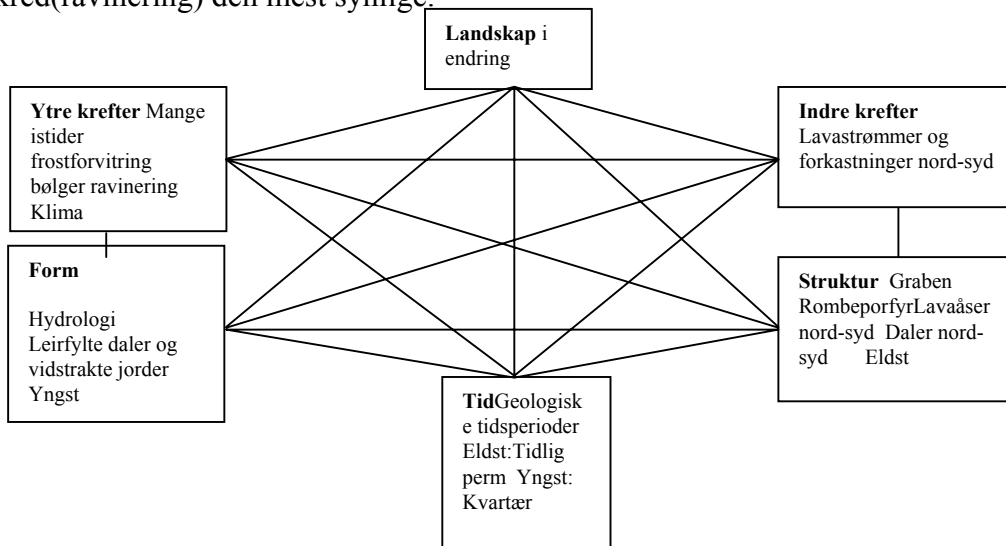 kred(ravinering) den mest synlige.
Landskap i
endring
Ytre krefter Mange
istider
frostforvitring
bølger ravinering
Klima
Indre krefter
Lavastrømmer og
forkastninger nord-syd
Form
Hydrologi
Leirfylte daler og
vidstrakte jorder
Yngst
Struktur Graben
RombeporfyrLavaåser
nord-syd Daler nord-
syd Eldst
TidGeologisk
e tidsperioder
Eldst:Tidlig
perm Yngst:
Kvartær